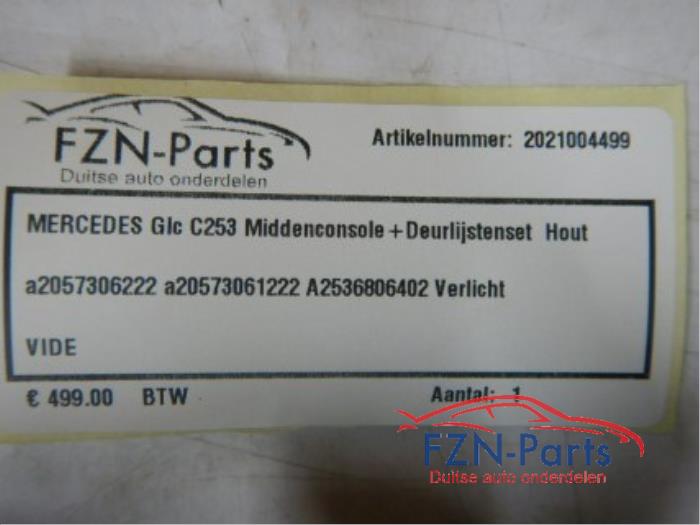 FZN-Parts
Duitse auto onderdelen
Artikelnummer: 2021004499
MERCEDES Glc C253 Middenconsole+Deurlijstenset Hout
a2057306222 a20573061222 A2536806402 Verlicht
VIDE
€ 499.00 BTW
Aantal: 1
FZN-Parts
Duitse auto onderdelen